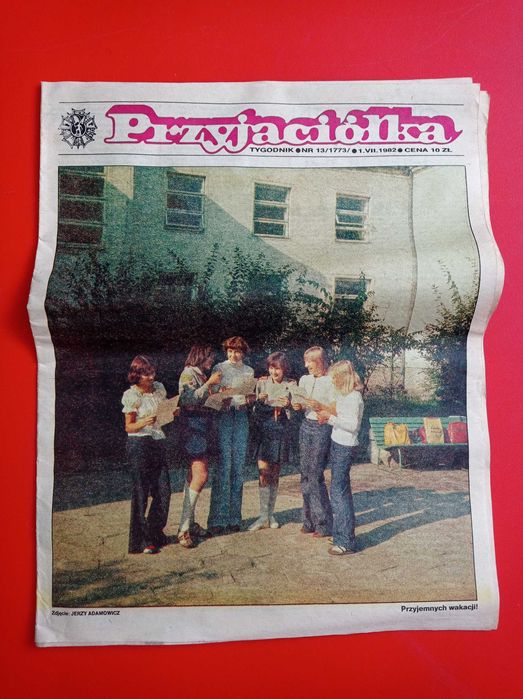 Przyjaciółka
TYGODNIK ● NR 13/1773/ ● 1.VII.1982 ● CENA 10 ZŁ
Zdjęcie: JERZY ADAMOWICZ
Przyjemnych wakacji!